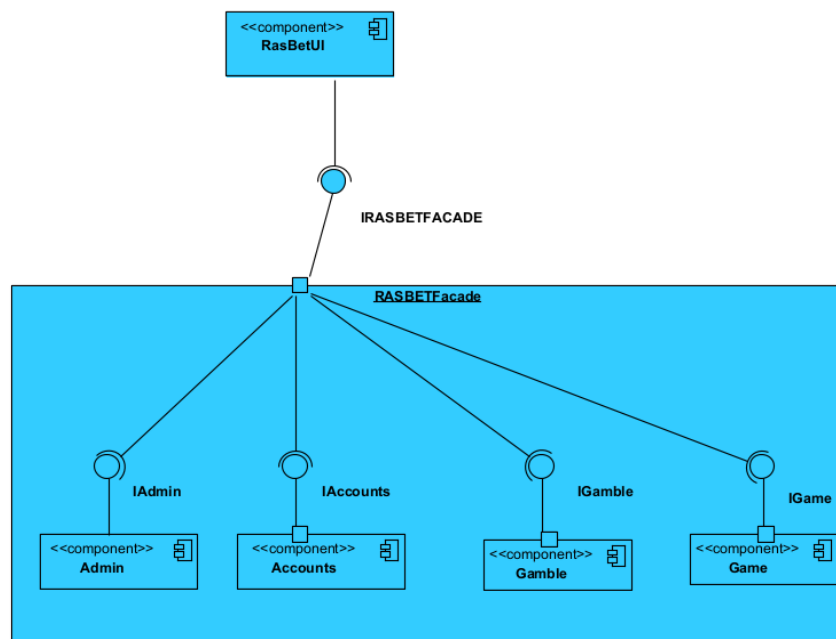 <<component>>
RasBetUI
IRASBETFACADE
RASBETFacade
IAdmin
IAccounts
IGamble
IGame
<<component>>
Admin
<<component>>
Accounts
<<component>>
Gamble
<<component>>
Game